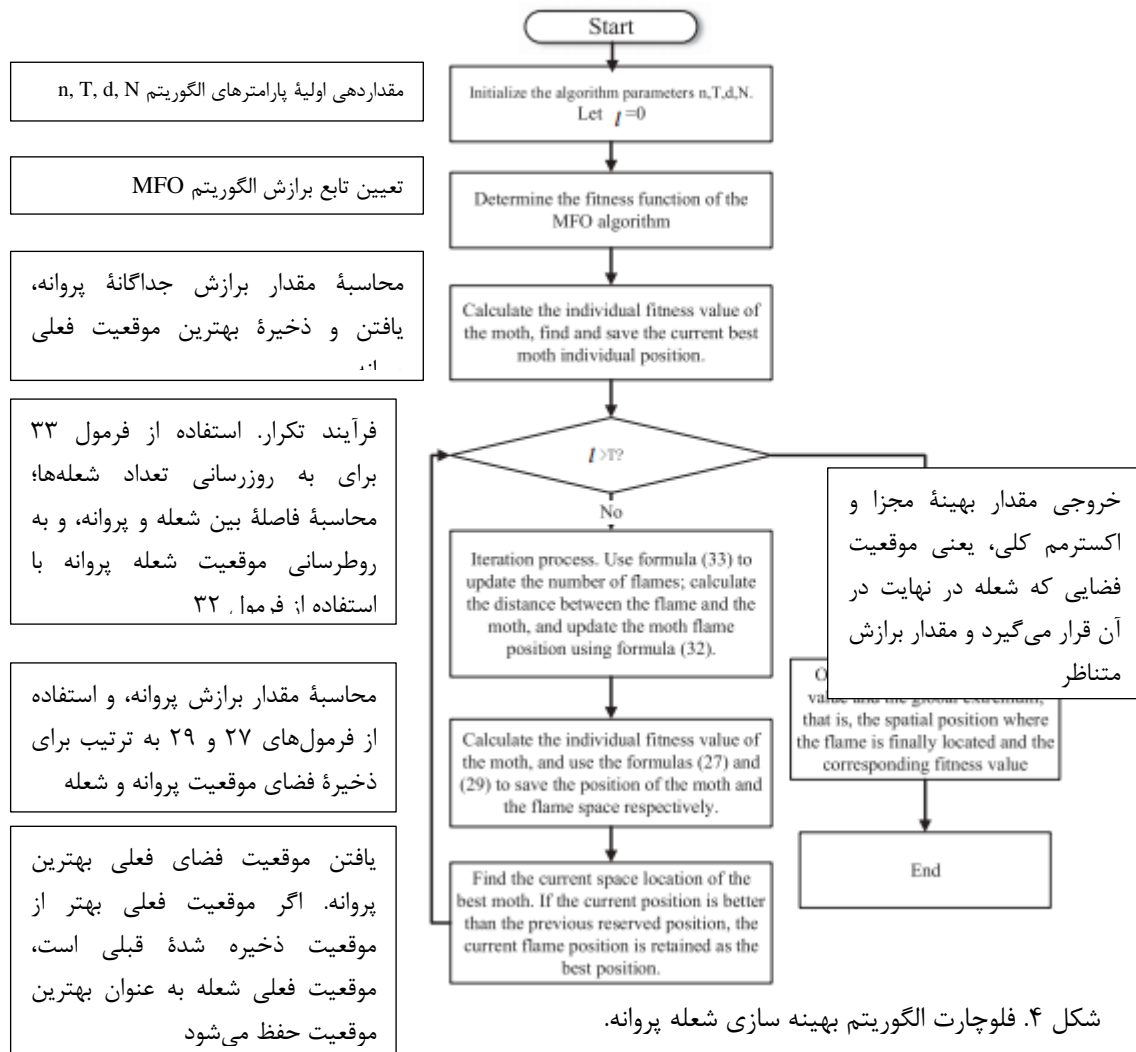 Start
مقداردهی اولیهٔ پارامترهای الگوریتم n, T, d, N
Initialize the algorithm parameters n,T,d,N.
Let l=0
تعیین تابع برازش الگوریتم MFO
Determine the fitness function of the
MFO algorithm
محاسبهٔ مقدار برازش جداگانهٔ پروانه،
یافتن و ذخیرهٔ بهترین موقعیت فعلی
Calculate the individual fitness value of
the moth, find and save the current best
moth individual position.
فرآیند تکرار. استفاده از فرمول ۳۳
برای به روزرسانی تعداد شعله‌ها؛
محاسبهٔ فاصلهٔ بین شعله و پروانه، و به
روطرسانی موقعیت شعله پروانه با
استفاده از فرمول ۳۲
l>T?
No
Iteration process. Use formula (33) to
update the number of flames; calculate
the distance between the flame and the
moth, and update the moth flame
position using formula (32).
خروجی مقدار بهینهٔ مجزا و
اکسترمم کلی، یعنی موقعیت
فضایی که شعله در نهایت در
آن قرار می‌گیرد و مقدار برازش
متناظر
value and the global extremum,
that is, the spatial position where
the flame is finally located and the
corresponding fitness value
محاسبهٔ مقدار برازش پروانه، و استفاده
از فرمول‌های ۲۷ و ۲۹ به ترتیب برای
ذخیرهٔ فضای موقعیت پروانه و شعله
Calculate the individual fitness value of
the moth, and use the formulas (27) and
(29) to save the position of the moth and
the flame space respectively.
End
یافتن موقعیت فضای فعلی بهترین
پروانه. اگر موقعیت فعلی بهتر از
موقعیت ذخیره شدهٔ قبلی است،
موقعیت فعلی شعله به عنوان بهترین
موقعیت حفظ می‌شود
Find the current space location of the
best moth. If the current position is better
than the previous reserved position, the
current flame position is retained as the
best position.
شکل ۴. فلوچارت الگوریتم بهینه سازی شعله پروانه.